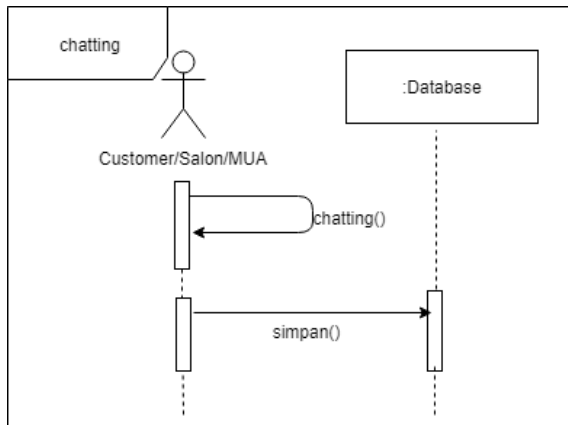 chatting
:Database
Customer/Salon/MUA
chatting()
simpan()